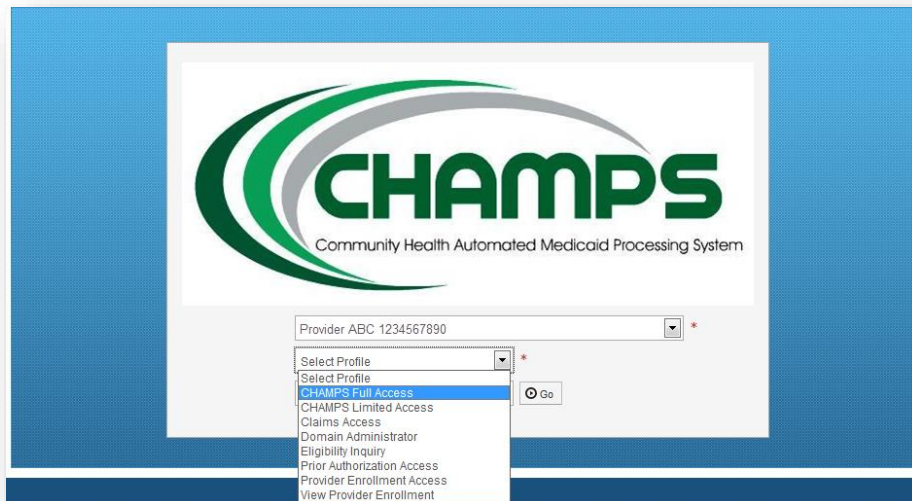 CHAMPS
Community Health Automated Medicaid Processing System
Provider ABC 1234567890 *
Select Profile *
Select Profile
CHAMPS Full Access
Go
CHAMPS Limited Access
Claims Access
Domain Administrator
Eligibility Inquiry
Prior Authorization Access
Provider Enrollment Access
View Provider Enrollment